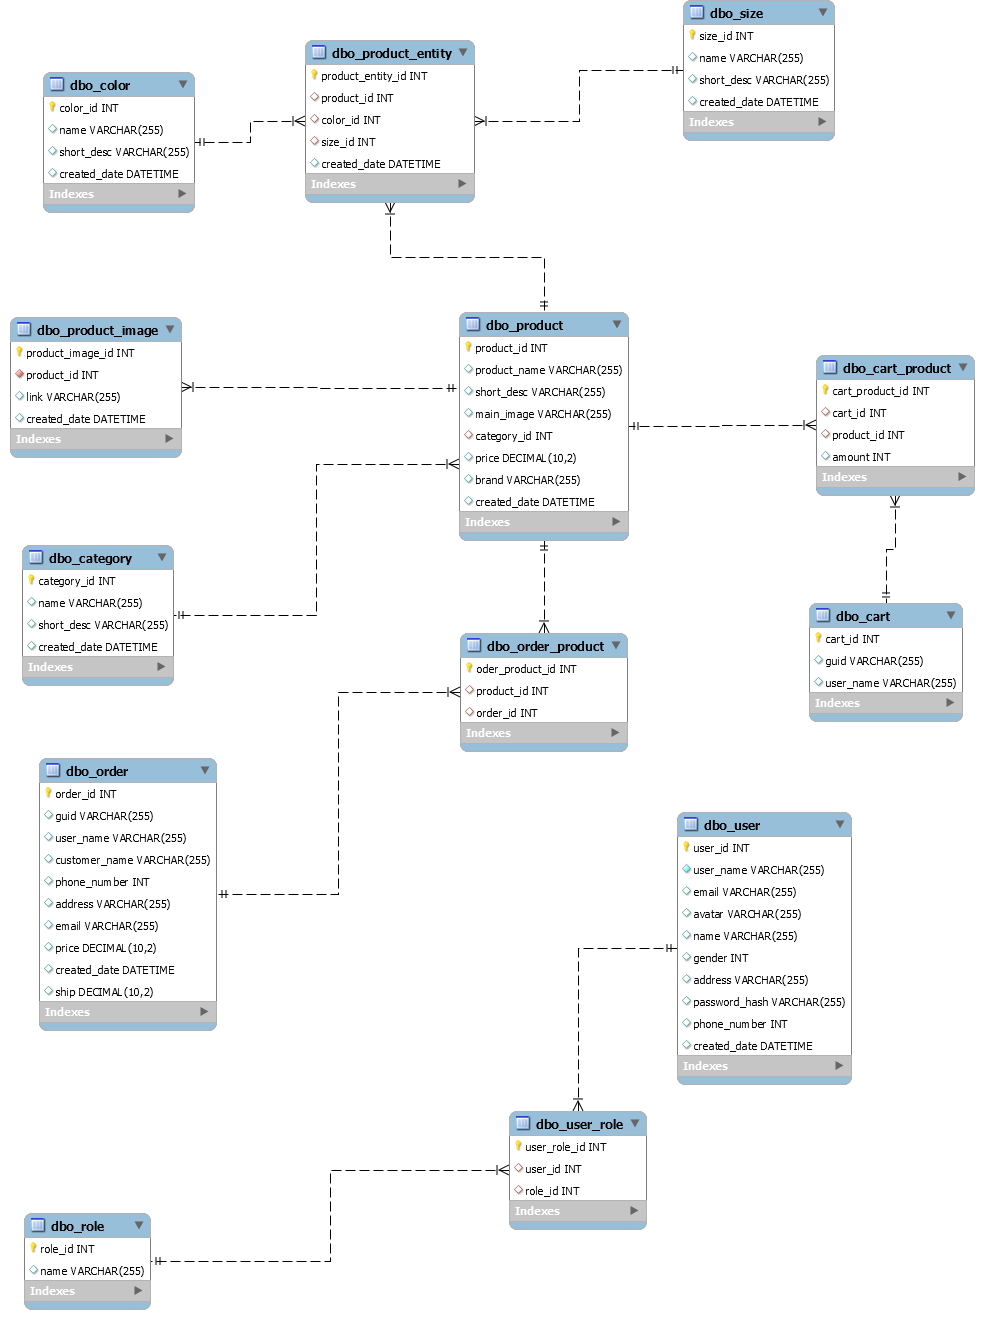 dbo_size
size_id INT
name VARCHAR(255)
short_desc VARCHAR(255)
created_date DATETIME
Indexes
dbo_product_entity
product_entity_id INT
product_id INT
color_id INT
size_id INT
created_date DATETIME
Indexes
dbo_color
color_id INT
name VARCHAR(255)
short_desc VARCHAR(255)
created_date DATETIME
Indexes
dbo_product_image
product_image_id INT
product_id INT
link VARCHAR(255)
created_date DATETIME
Indexes
dbo_product
product_id INT
product_name VARCHAR(255)
short_desc VARCHAR(255)
main_image VARCHAR(255)
category_id INT
price DECIMAL(10,2)
brand VARCHAR(255)
created_date DATETIME
Indexes
dbo_cart_product
cart_product_id INT
cart_id INT
product_id INT
amount INT
Indexes
dbo_category
category_id INT
name VARCHAR(255)
short_desc VARCHAR(255)
created_date DATETIME
Indexes
dbo_cart
cart_id INT
guid VARCHAR(255)
user_name VARCHAR(255)
Indexes
dbo_order_product
oder_product_id INT
product_id INT
order_id INT
Indexes
dbo_order
order_id INT
guid VARCHAR(255)
user_name VARCHAR(255)
customer_name VARCHAR(255)
phone_number INT
address VARCHAR(255)
email VARCHAR(255)
price DECIMAL(10,2)
created_date DATETIME
ship DECIMAL(10,2)
Indexes
dbo_user
user_id INT
user_name VARCHAR(255)
email VARCHAR(255)
avatar VARCHAR(255)
name VARCHAR(255)
gender INT
address VARCHAR(255)
password_hash VARCHAR(255)
phone_number INT
created_date DATETIME
Indexes
dbo_user_role
user_role_id INT
user_id INT
role_id INT
Indexes
dbo_role
role_id INT
name VARCHAR(255)
Indexes